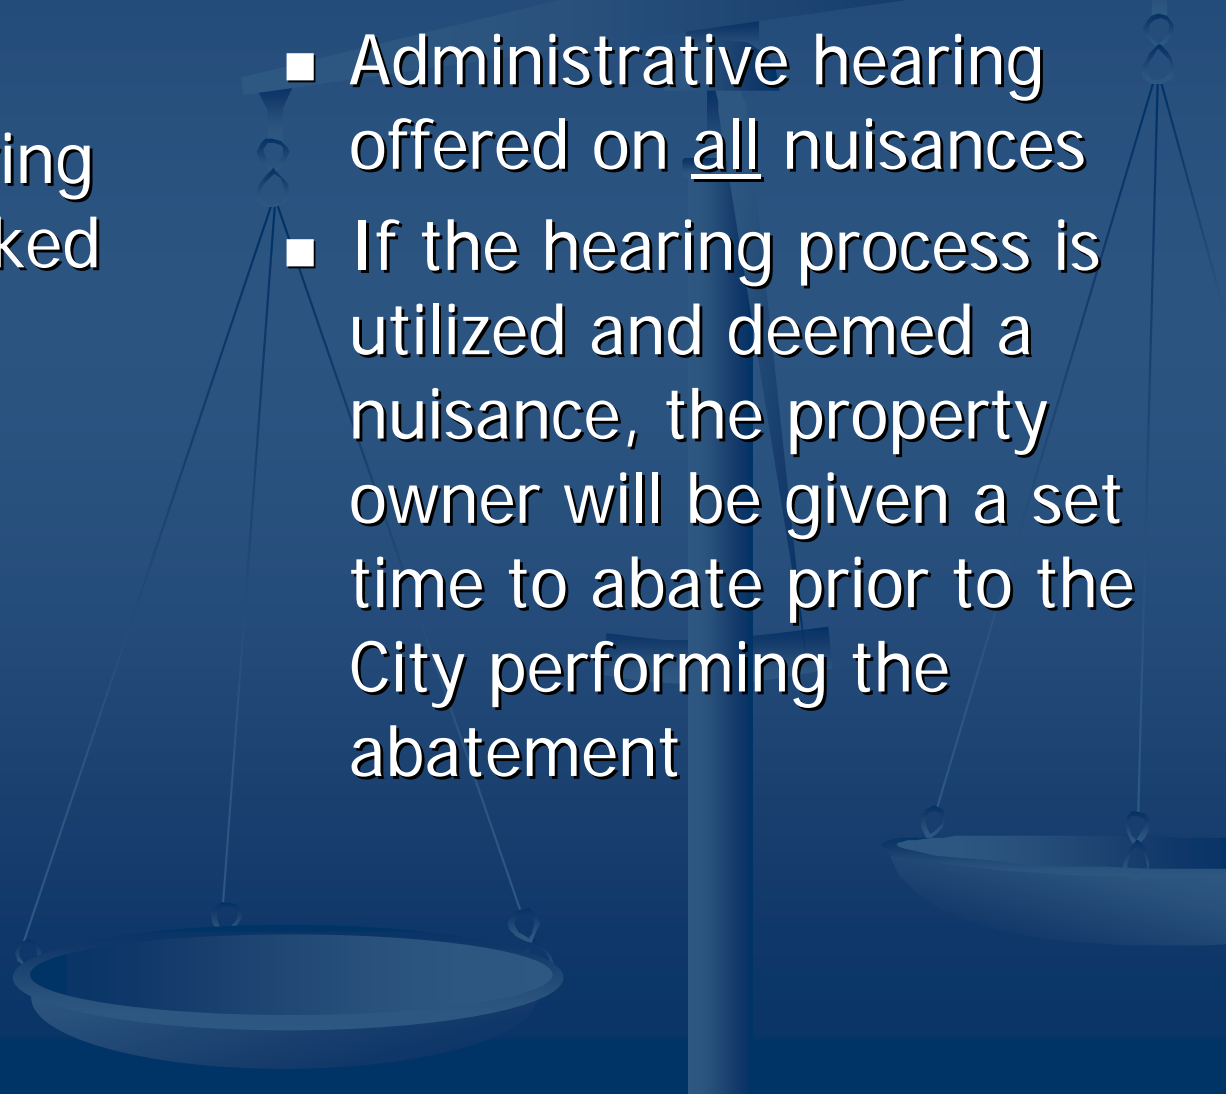 Administrative hearing
offered on all nuisances
If the hearing process is
utilized and deemed a
nuisance, the property
owner will be given a set
time to abate prior to the
City performing the
abatement